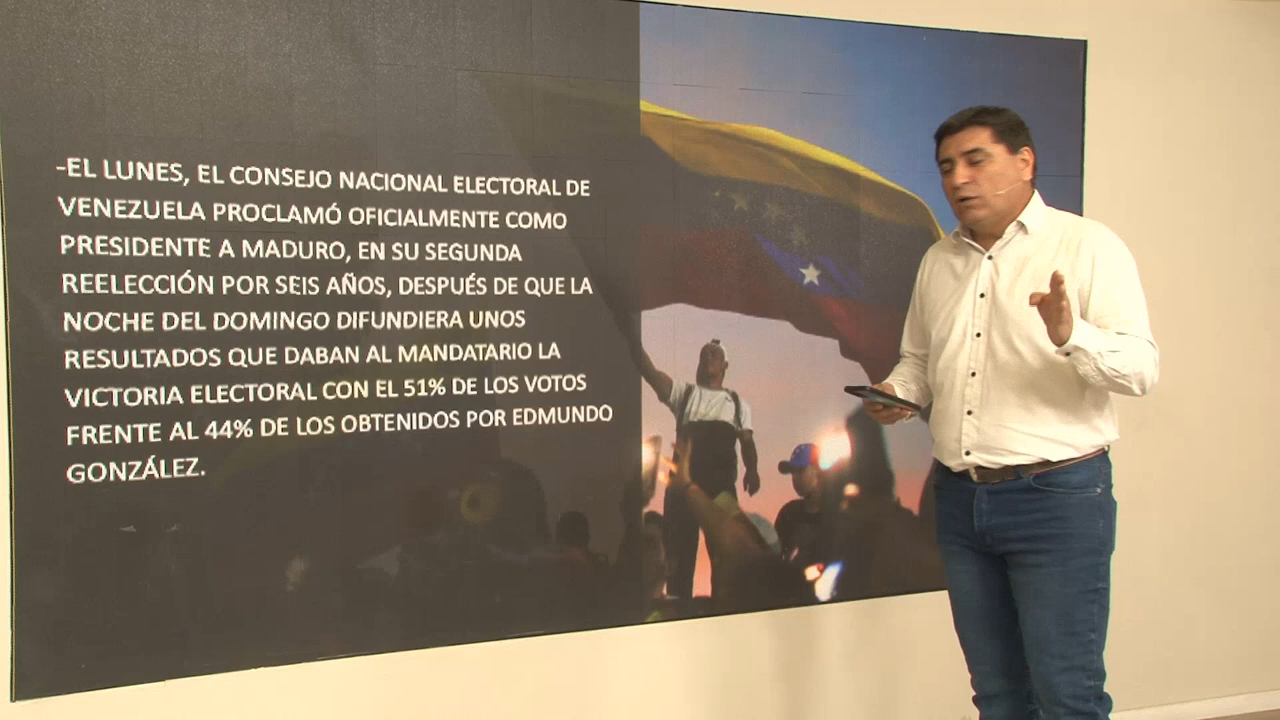 -EL LUNES, EL CONSEJO NACIONAL ELECTORAL DE
VENEZUELA PROCLAMÓ OFICIALMENTE COMO
PRESIDENTE A MADURO, EN SU SEGUNDA
REELECCIÓN POR SEIS AÑOS, DESPUÉS DE QUE LA
NOCHE DEL DOMINGO DIFUNDIERA UNOS
RESULTADOS QUE DABAN AL MANDATARIO LA
VICTORIA ELECTORAL CON EL 51% DE LOS VOTOS
FRENTE AL 44% DE LOS OBTENIDOS POR EDMUNDO
GONZÁLEZ.